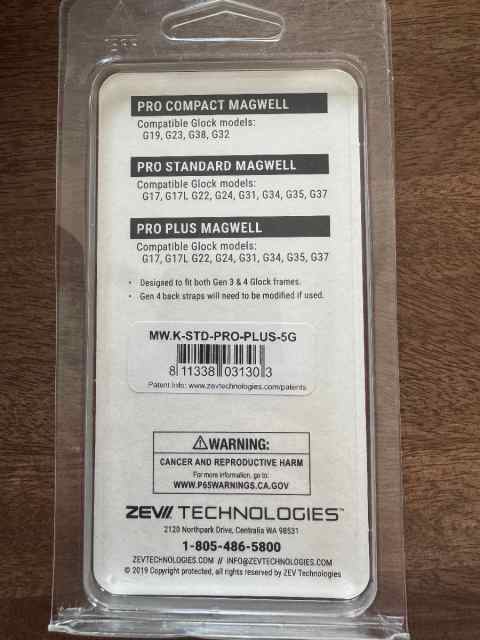 PRO COMPACT MAGWELL
Compatible Glock models:
G19, G23, G38, G32
PRO STANDARD MAGWELL
Compatible Glock models:
G17, G17L G22, G24, G31, G34, G35, G37
PRO PLUS MAGWELL
Compatible Glock models:
G17, G17L G22, G24, G31, G34, G35, G37
• Designed to fit both Gen 3 & 4 Glock frames.
• Gen 4 back straps will need to be modified if used.
MW.K-STD-PRO-PLUS-5G
8 11338 03130 3
Patent Info: www.zevtechnologies.com/patents
⚠WARNING:
CANCER AND REPRODUCTIVE HARM
For more information, go to:
WWW.P65WARNINGS.CA.GOV
ZEV// TECHNOLOGIES™
2120 Northpark Drive, Centralia WA 98531
1-805-486-5800
ZEVTECHNOLOGIES.COM // INFO@ZEVTECHNOLOGIES.COM
© 2019 Copyright protected, all rights reserved by ZEV Technologies